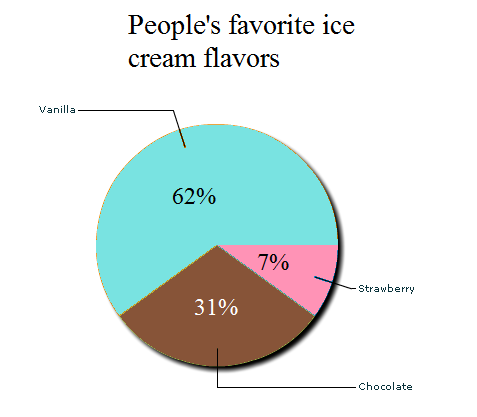 People's favorite ice
cream flavors
Vanilla
62%
7%
Strawberry
31%
Chocolate